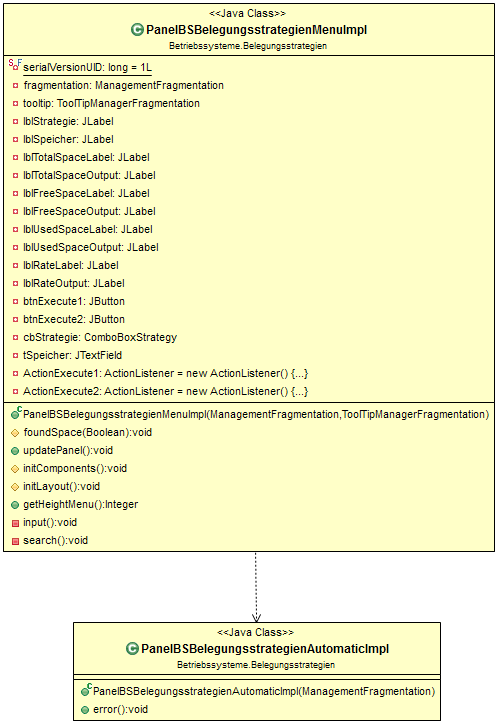 <<Java Class>>
PanelBSBelegungsstrategienMenuImpl
Betriebssysteme.Belegungsstrategien
serialVersionUID: long = 1L
fragmentation: ManagementFragmentation
tooltip: ToolTipManagerFragmentation
lblStrategie: JLabel
lblSpeicher: JLabel
lblTotalSpaceLabel: JLabel
lblTotalSpaceOutput: JLabel
lblFreeSpaceLabel: JLabel
lblFreeSpaceOutput: JLabel
lblUsedSpaceLabel: JLabel
lblUsedSpaceOutput: JLabel
lblRateLabel: JLabel
lblRateOutput: JLabel
btnExecute1: JButton
btnExecute2: JButton
cbStrategie: ComboBoxStrategy
tSpeicher: JTextField
ActionExecute1: ActionListener = new ActionListener() {...}
ActionExecute2: ActionListener = new ActionListener() {...}
PanelBSBelegungsstrategienMenuImpl(ManagementFragmentation,ToolTipManagerFragmentation)
foundSpace(Boolean):void
updatePanel():void
initComponents():void
initLayout():void
getHeightMenu():Integer
input():void
search():void
<<Java Class>>
PanelBSBelegungsstrategienAutomaticImpl
Betriebssysteme.Belegungsstrategien
PanelBSBelegungsstrategienAutomaticImpl(ManagementFragmentation)
error():void